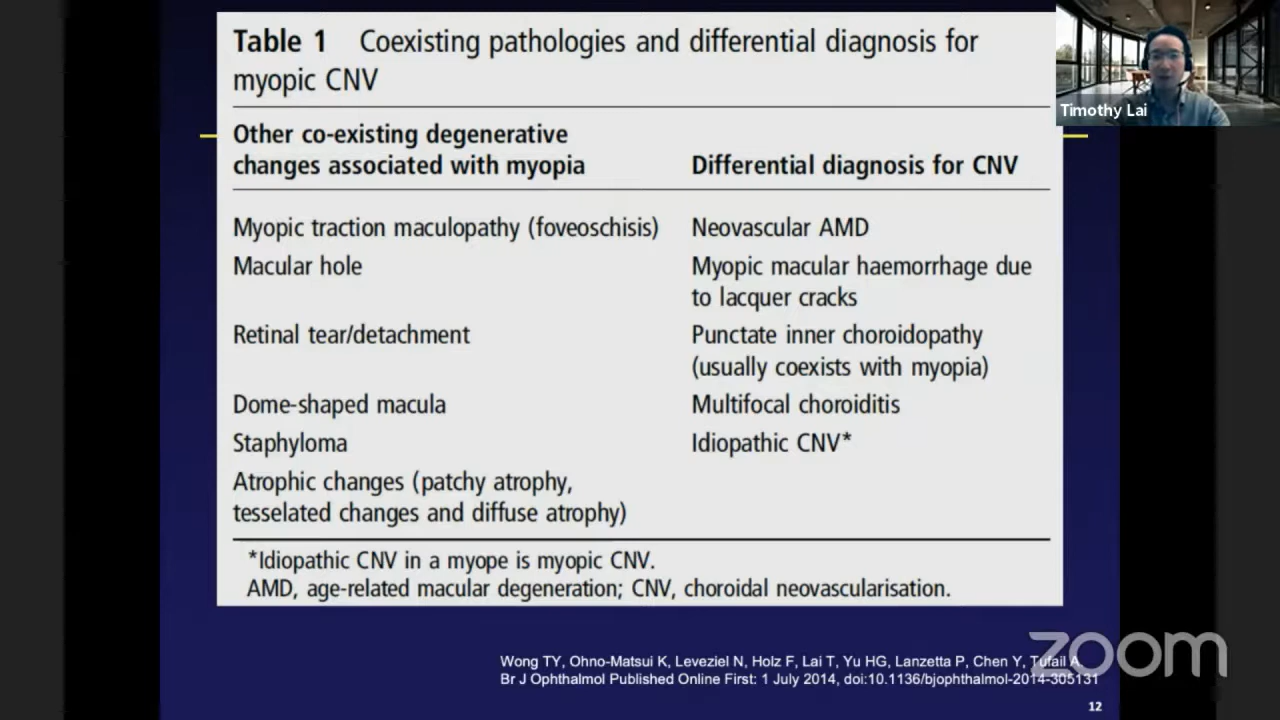 Table 1 Coexisting pathologies and differential diagnosis for
myopic CNV
Other co-existing degenerative
changes associated with myopia
Differential diagnosis for CNV
Myopic traction maculopathy (foveoschisis)
Neovascular AMD
Macular hole
Myopic macular haemorrhage due
to lacquer cracks
Retinal tear/detachment
Punctate inner choroidopathy
(usually coexists with myopia)
Dome-shaped macula
Multifocal choroiditis
Staphyloma
Idiopathic CNV*
Atrophic changes (patchy atrophy,
tesselated changes and diffuse atrophy)
*Idiopathic CNV in a myope is myopic CNV.
AMD, age-related macular degeneration; CNV, choroidal neovascularisation.
Wong TY, Ohno-Matsui K, Leveziel N, Holz F, Lai T, Yu HG, Lanzetta P, Chen Y, Tufail A.
Br J Ophthalmol Published Online First: 1 July 2014, doi:10.1136/bjophthalmol-2014-305131
12
Timothy Lai
zoom